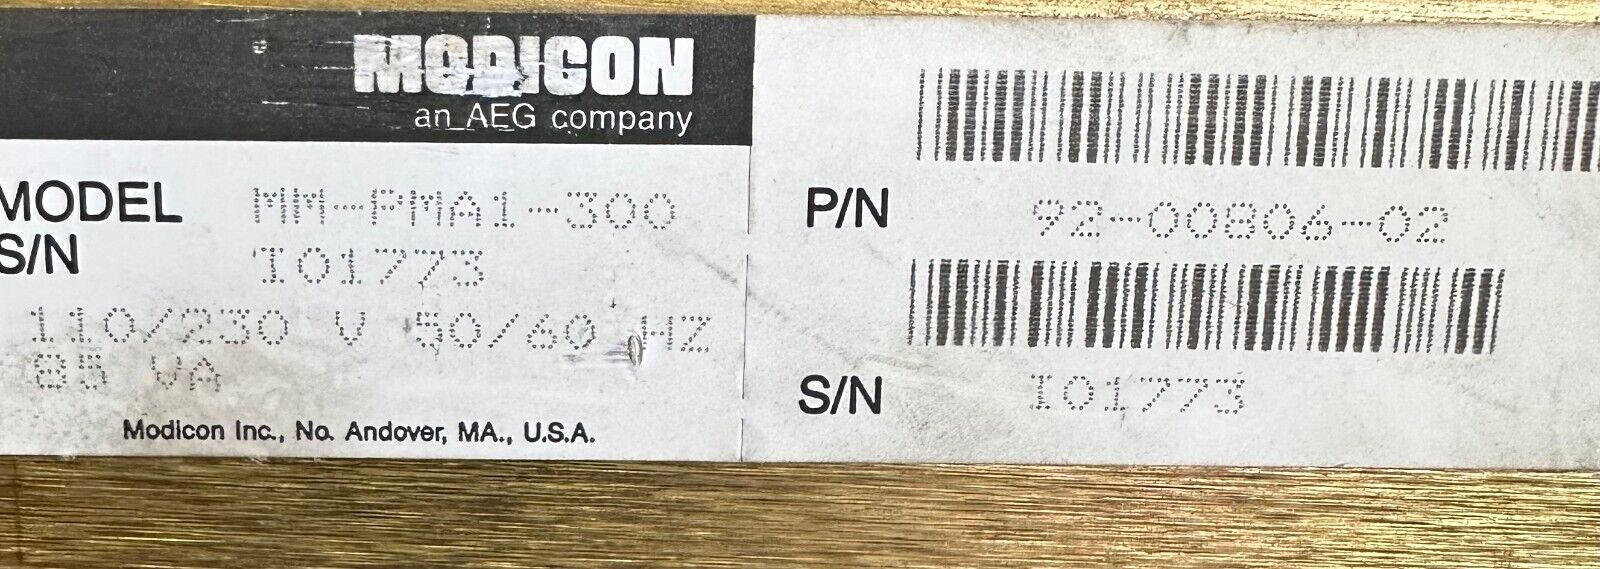 MODICON
an AEG company
MODEL MM-PMA1-300
S/N I01773
110/230 V 50/60 HZ
85 VA
Modicon Inc., No. Andover, MA., U.S.A.
P/N 92-00806-02
S/N I01773